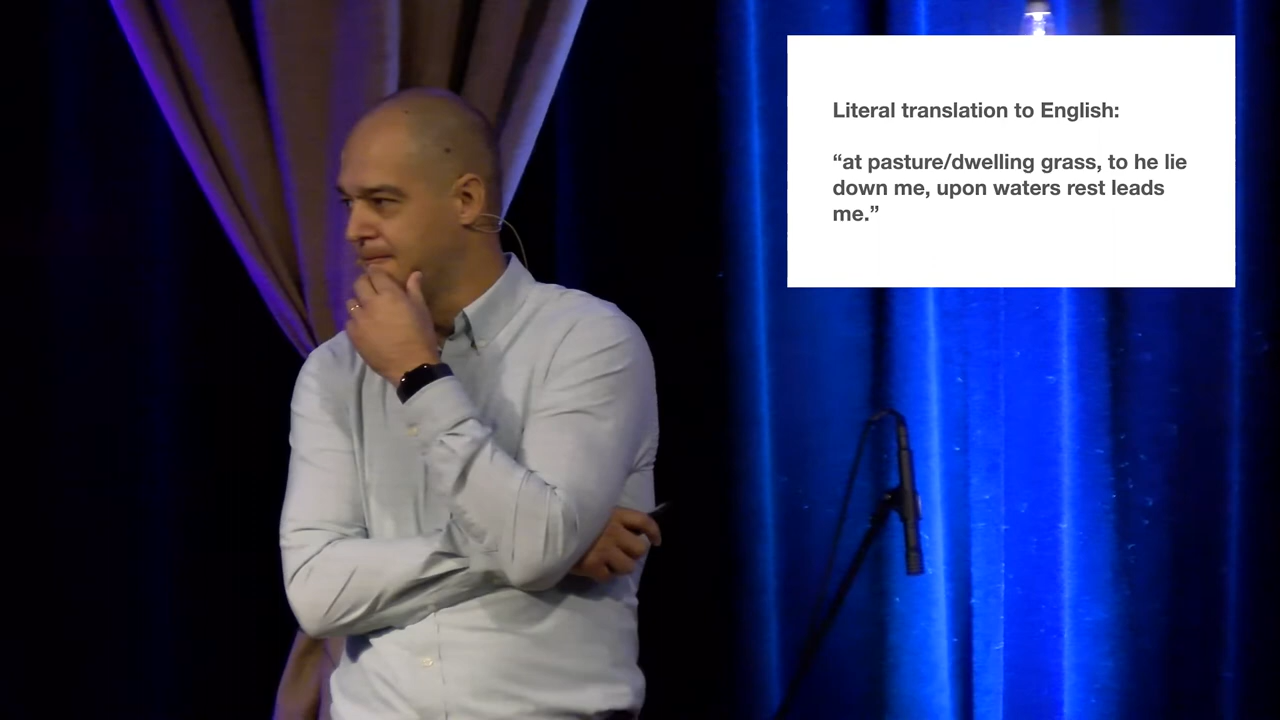 Literal translation to English:
“at pasture/dwelling grass, to he lie
down me, upon waters rest leads
me.”